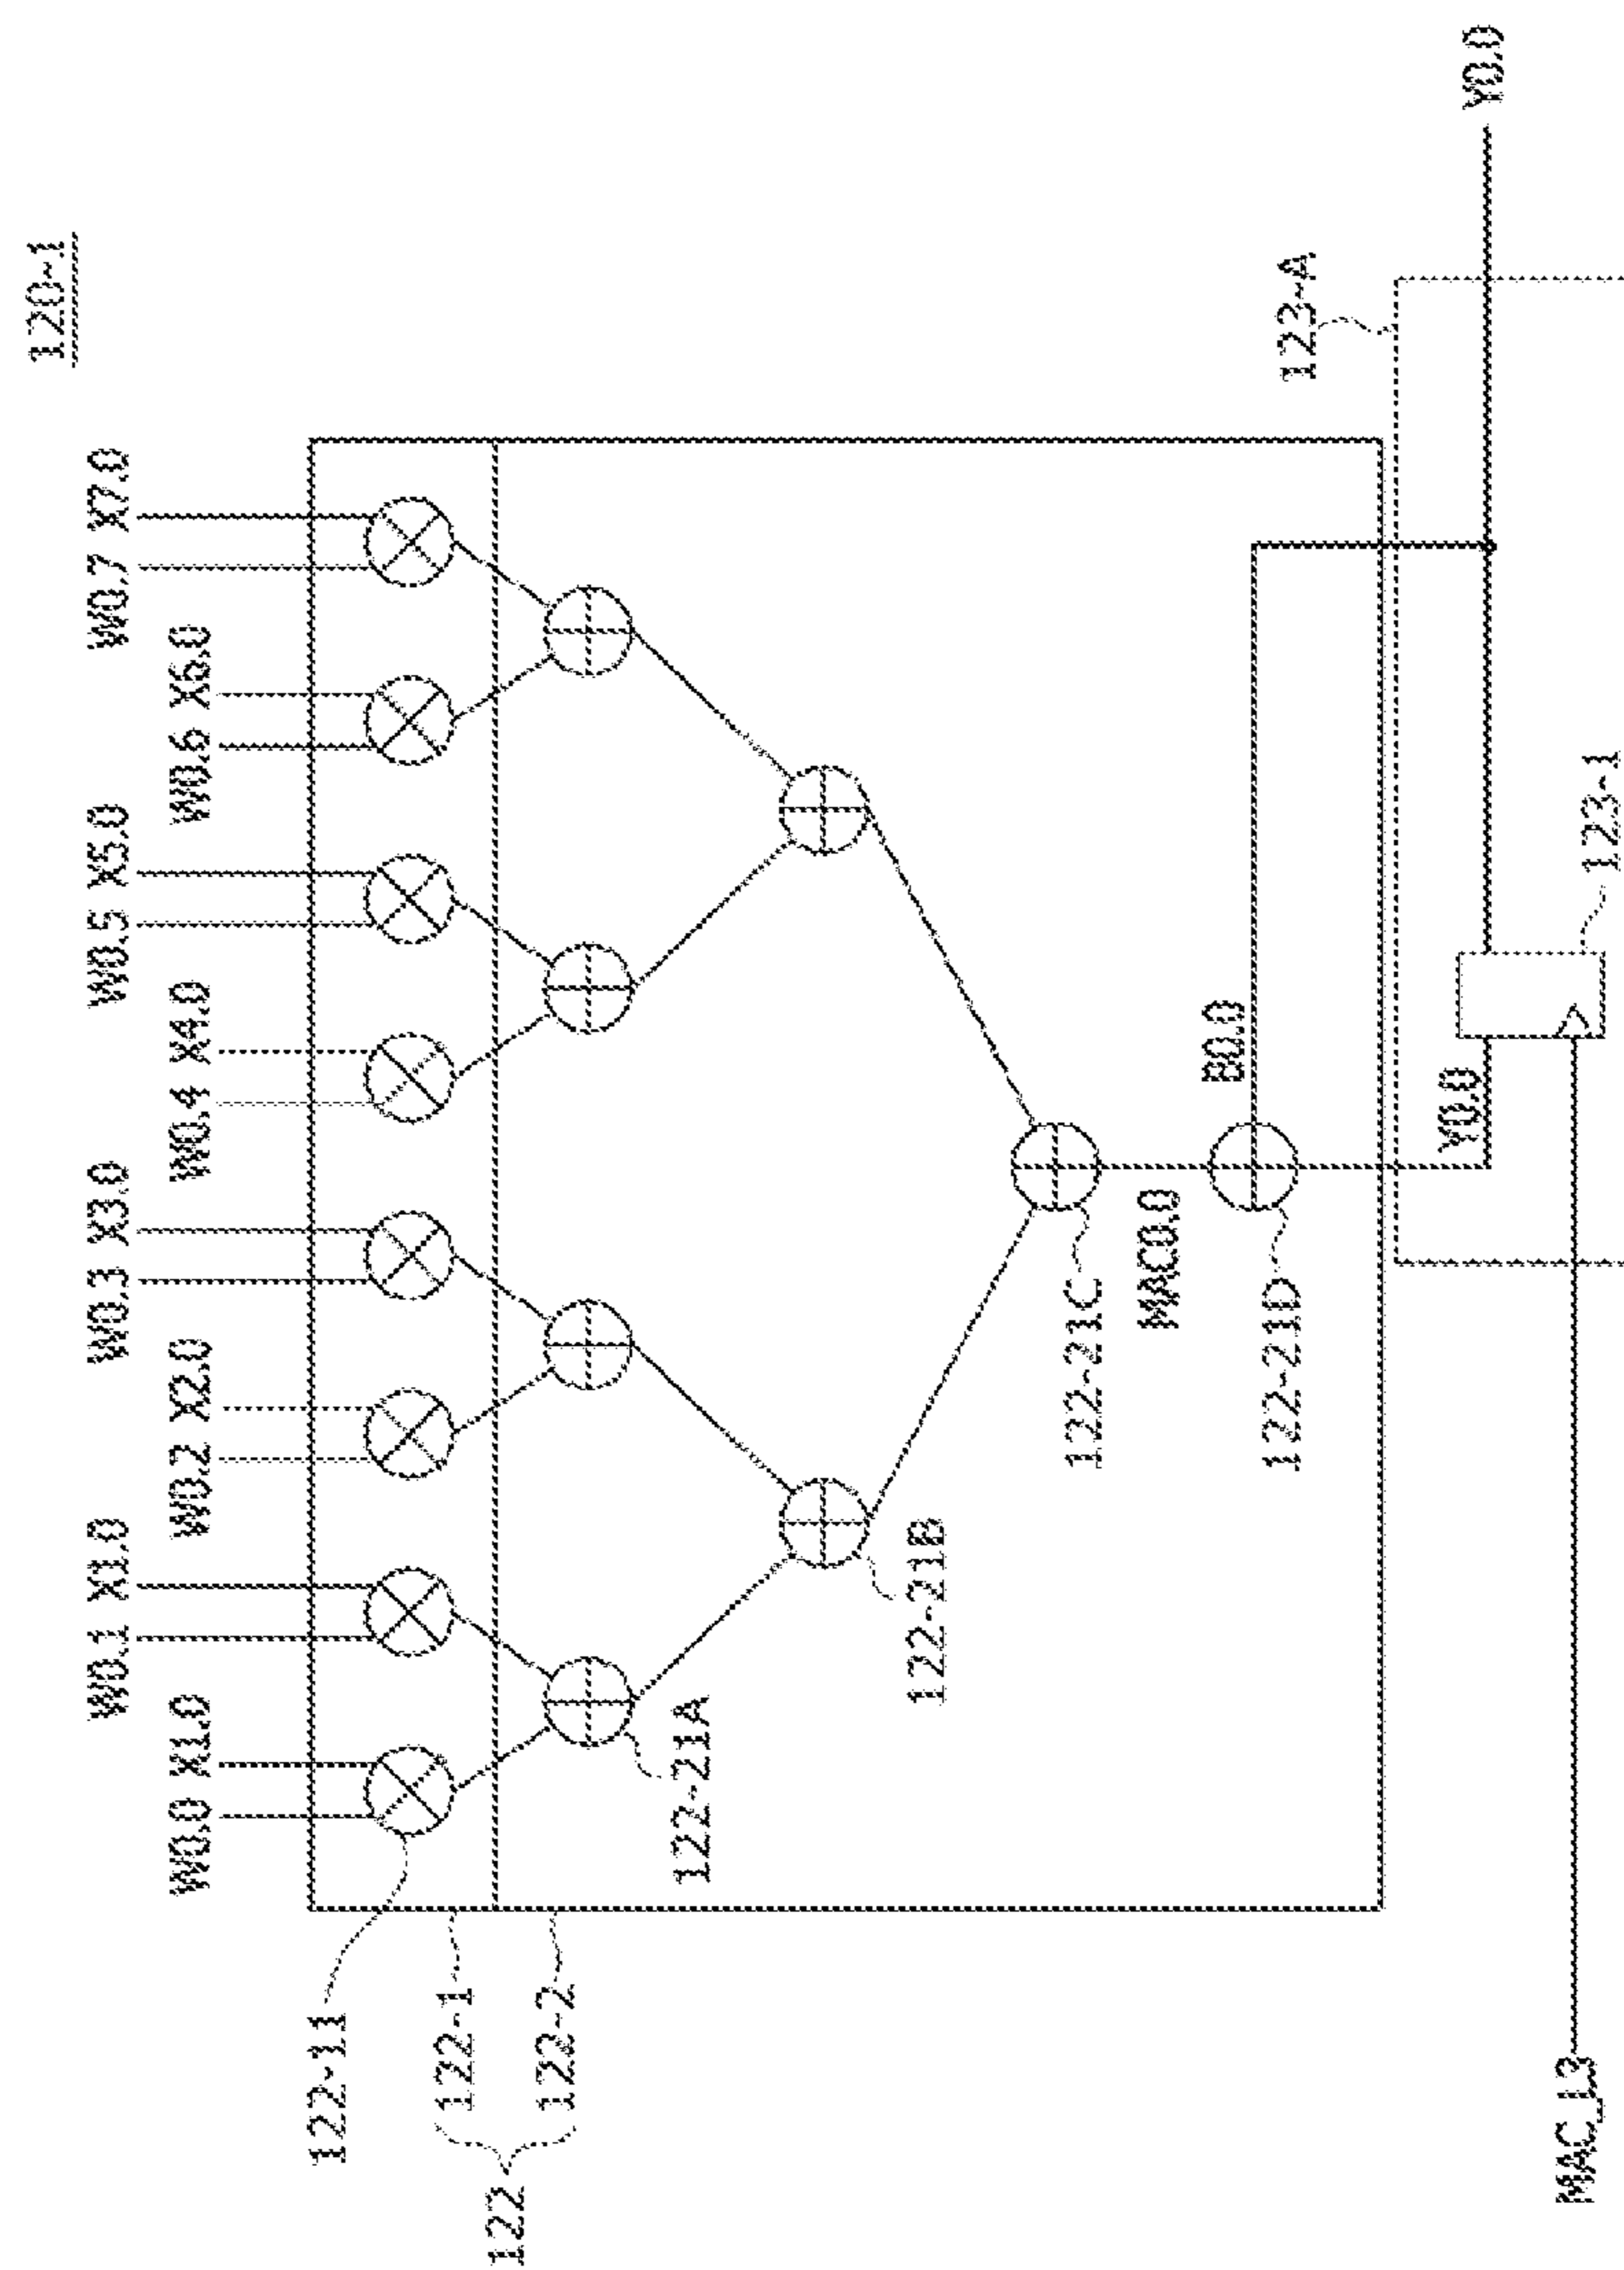 120-1
W0.1 X1.0
W0.3 X3.0
W0.5 X5.0
W0.7 X7.0
W0.0 X1.0
W0.2 X2.0
W0.4 X4.0
W0.6 X6.0
122-11
122-1
122
122-2
122-21A
122-21B
122-21C
MAC0.0
B0.0
122-21D
123-A
Y0.0
Y0.0
MAC_L3
123-1